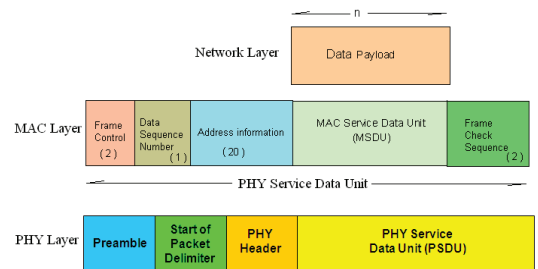 n
Network Layer
Data Payload
MAC Layer
Frame
Control
(2)
Data
Sequence
Number
(1)
Address information
(20)
MAC Service Data Unit
(MSDU)
Frame
Check
Sequence
(2)
PHY Service Data Unit
PHY Layer
Preamble
Start of
Packet
Delimiter
PHY
Header
PHY Service
Data Unit (PSDU)